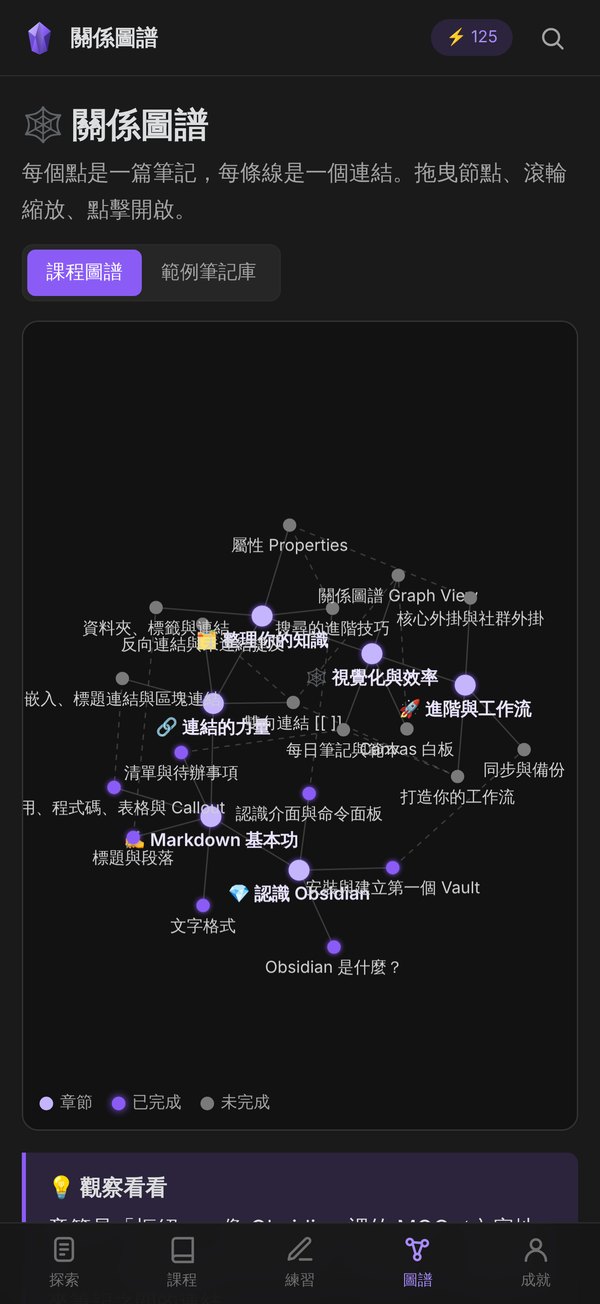 關係圖譜
⚡ 125
🕸️ 關係圖譜
每個點是一篇筆記，每條線是一個連結。拖曳節點、滾輪
縮放、點擊開啟。
課程圖譜
範例筆記庫
屬性 Properties
關係圖譜 Graph View
核心外掛與社群外掛
資料夾、標籤與連結
搜尋的進階技巧
🗂️ 整理你的知識
反向連結與
🕸️ 視覺化與效率
嵌入、標題連結與區塊連結
🚀 進階與工作流
雙向連結 [[ ]]
🔗 連結的力量
每日筆記與範本
Canvas 白板
同步與備份
清單與待辦事項
打造你的工作流
用、程式碼、表格與 Callout
認識介面與命令面板
✍️ Markdown 基本功
標題與段落
安裝與建立第一個 Vault
💎 認識 Obsidian
文字格式
Obsidian 是什麼？
章節
已完成
未完成
💡 觀察看看
探索
課程
練習
圖譜
成就